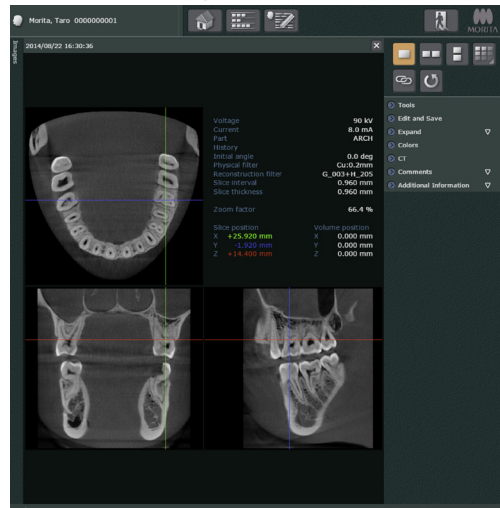 Morita, Taro 0000000001
MORITA
Images
2014/08/22 16:30:36
Voltage 90 kV
Current 8.0 mA
Part ARCH
History
Initial angle 0.0 deg
Physical filter Cu:0.2mm
Reconstruction filter G_003+H_205
Slice interval 0.960 mm
Slice thickness 0.960 mm
Zoom factor 66.4 %
Slice position Volume position
X +25.920 mm X 0.000 mm
Y -1.920 mm Y 0.000 mm
Z +14.400 mm Z 0.000 mm
Tools
Edit and Save
Expand
Colors
CT
Comments
Additional Information